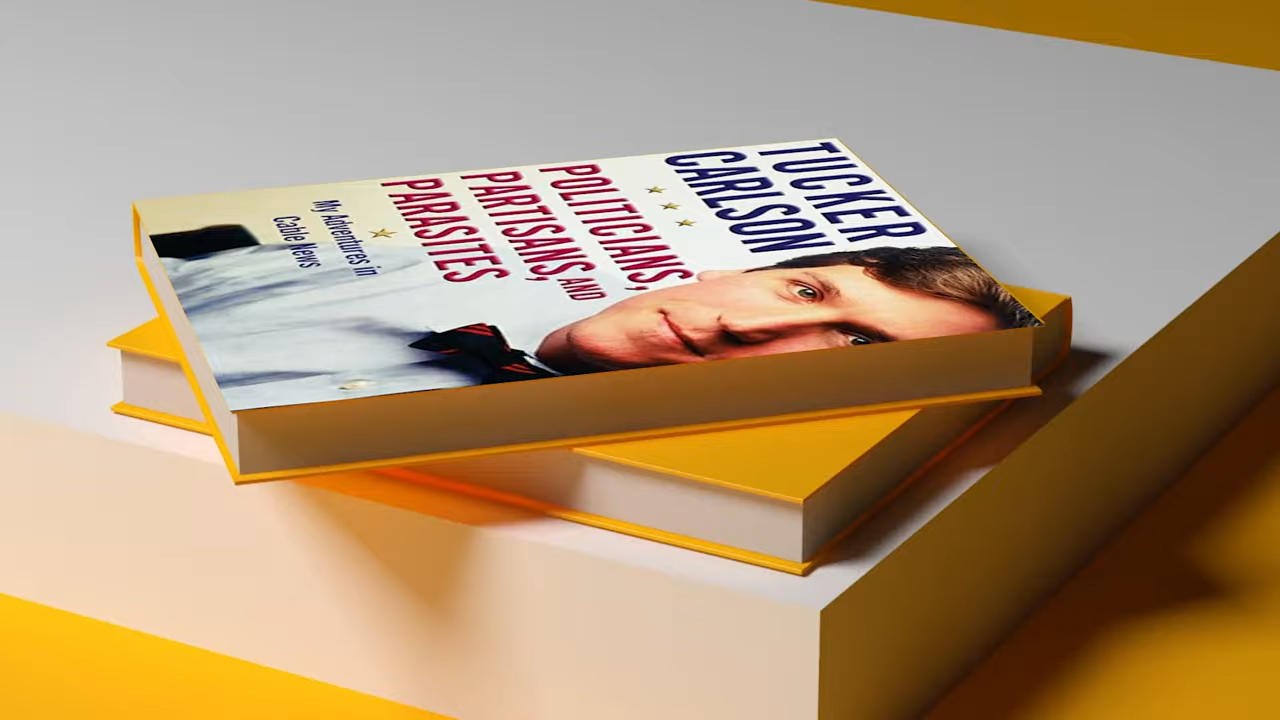 TUCKER
CARLSON
POLITICIANS,
PARTISANS, AND
PARASITES
My Adventures in
Cable News